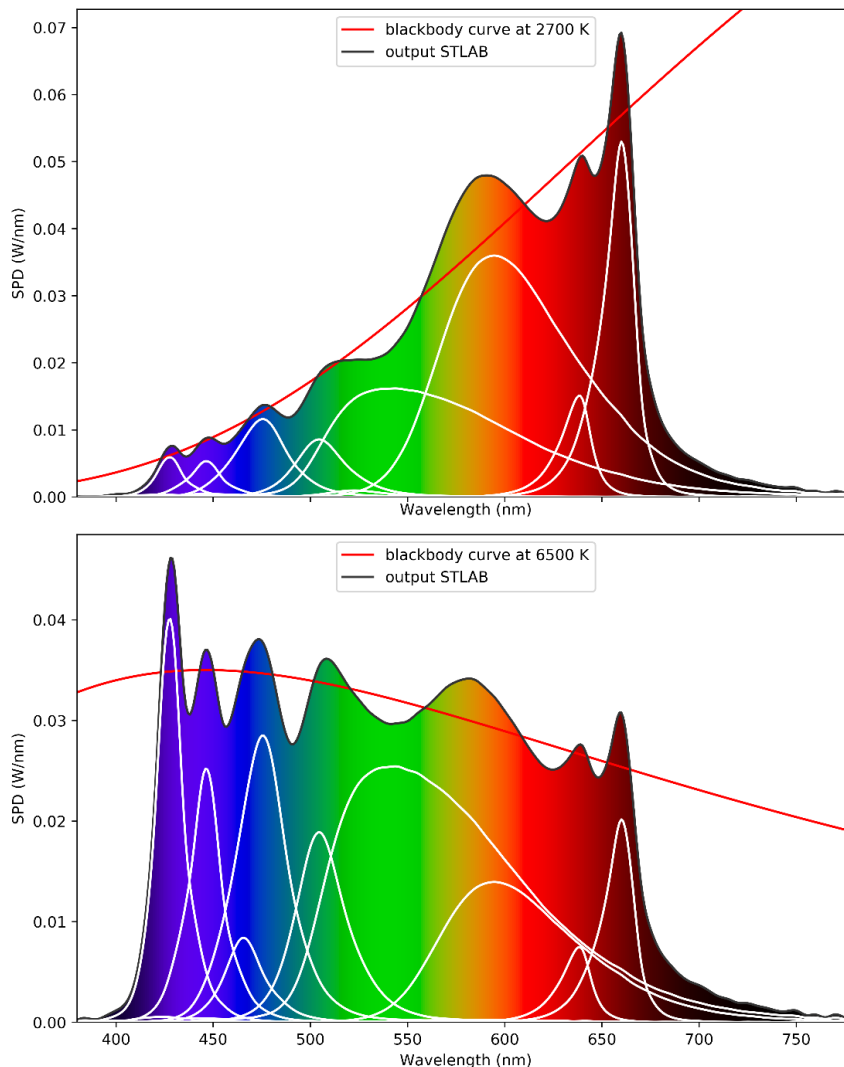 blackbody curve at 2700 K
output STLAB
SPD (W/nm)
0.07
0.06
0.05
0.04
0.03
0.02
0.01
0.00
Wavelength (nm)
blackbody curve at 6500 K
output STLAB
SPD (W/nm)
0.04
0.03
0.02
0.01
0.00
400 450 500 550 600 650 700 750
Wavelength (nm)